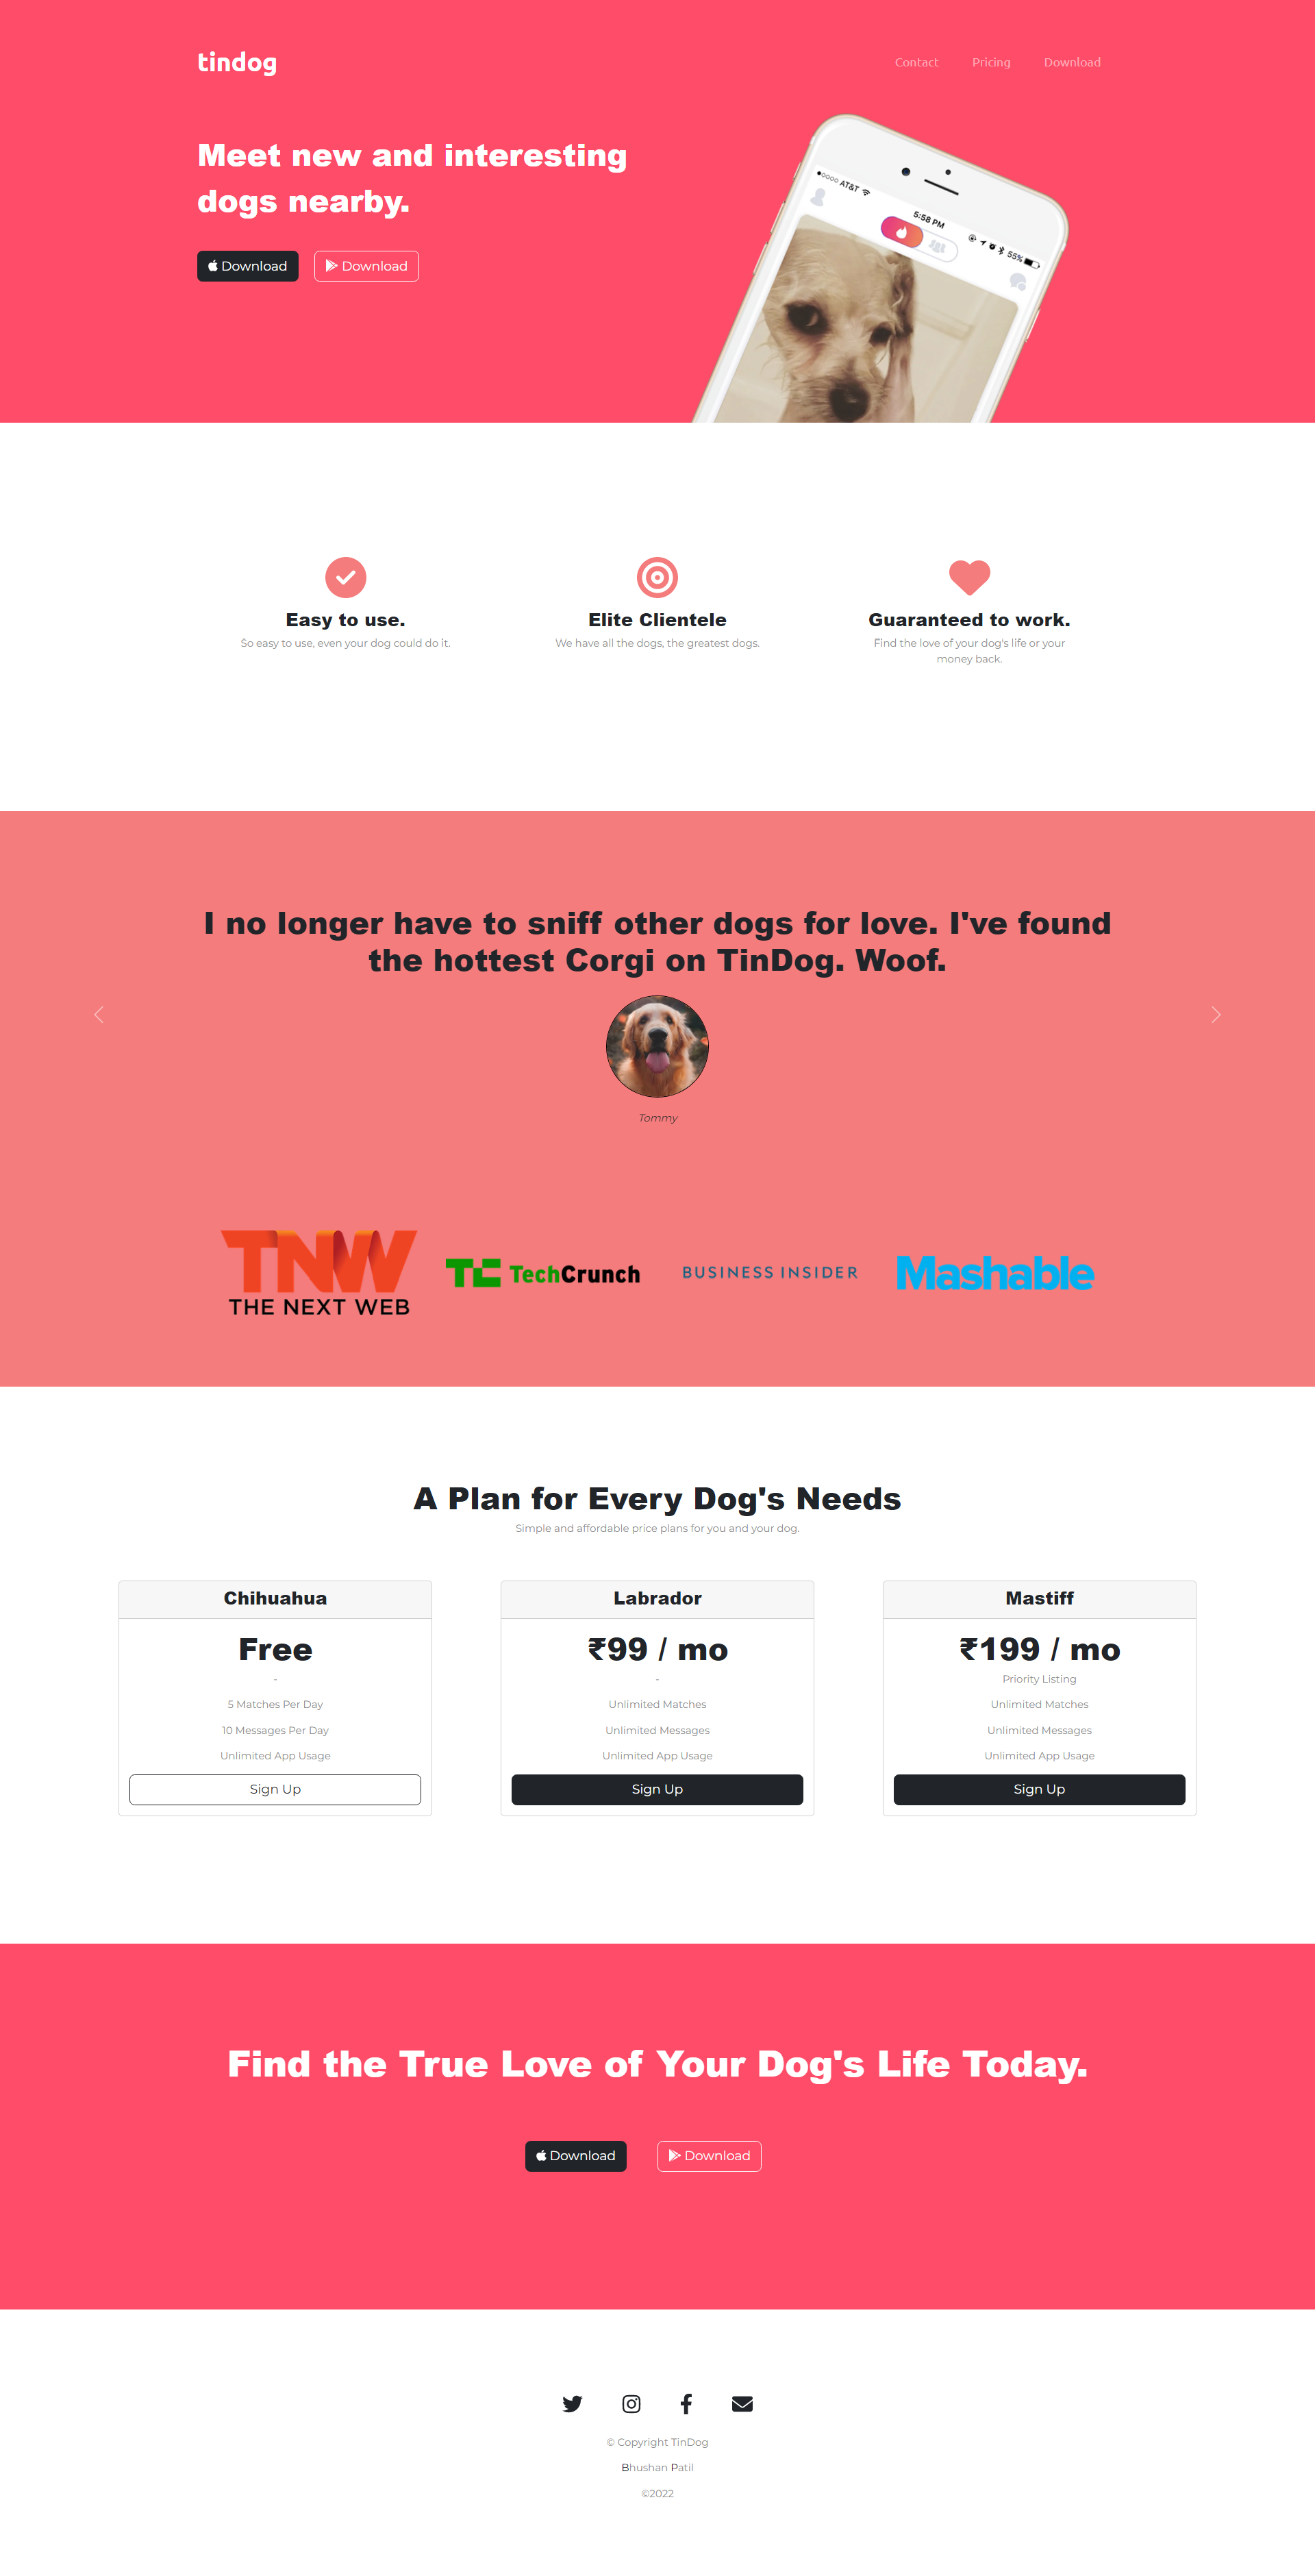 tindog
Contact Pricing Download
Meet new and interesting
dogs nearby.
AT&T 5:58 PM 55%
Download Download
Easy to use. Elite Clientele Guaranteed to work.
So easy to use, even your dog could do it. We have all the dogs, the greatest dogs. Find the love of your dog's life or your
money back.
I no longer have to sniff other dogs for love. I've found
the hottest Corgi on TinDog. Woof.
Tommy
TNW
THE NEXT WEB
TC TechCrunch
BUSINESS INSIDER
Mashable
A Plan for Every Dog's Needs
Simple and affordable price plans for you and your dog.
Chihuahua
Free
-
5 Matches Per Day
10 Messages Per Day
Unlimited App Usage
Sign Up
Labrador
₹99 / mo
-
Unlimited Matches
Unlimited Messages
Unlimited App Usage
Sign Up
Mastiff
₹199 / mo
Priority Listing
Unlimited Matches
Unlimited Messages
Unlimited App Usage
Sign Up
Find the True Love of Your Dog's Life Today.
Download Download
© Copyright TinDog
Bhushan Patil
©2022